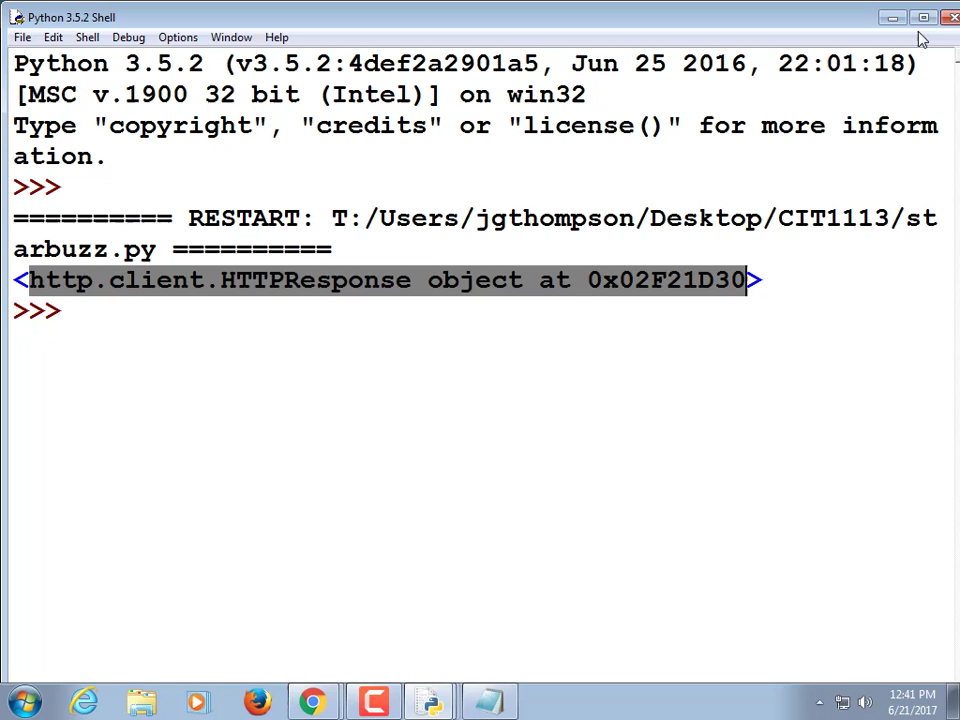 Python 3.5.2 Shell
File Edit Shell Debug Options Window Help
Python 3.5.2 (v3.5.2:4def2a2901a5, Jun 25 2016, 22:01:18)
[MSC v.1900 32 bit (Intel)] on win32
Type "copyright", "credits" or "license()" for more inform
ation.
>>>
========== RESTART: T:/Users/jgthompson/Desktop/CIT1113/st
arbuzz.py ==========
<http.client.HTTPResponse object at 0x02F21D30>
>>>
12:41 PM
6/21/2017